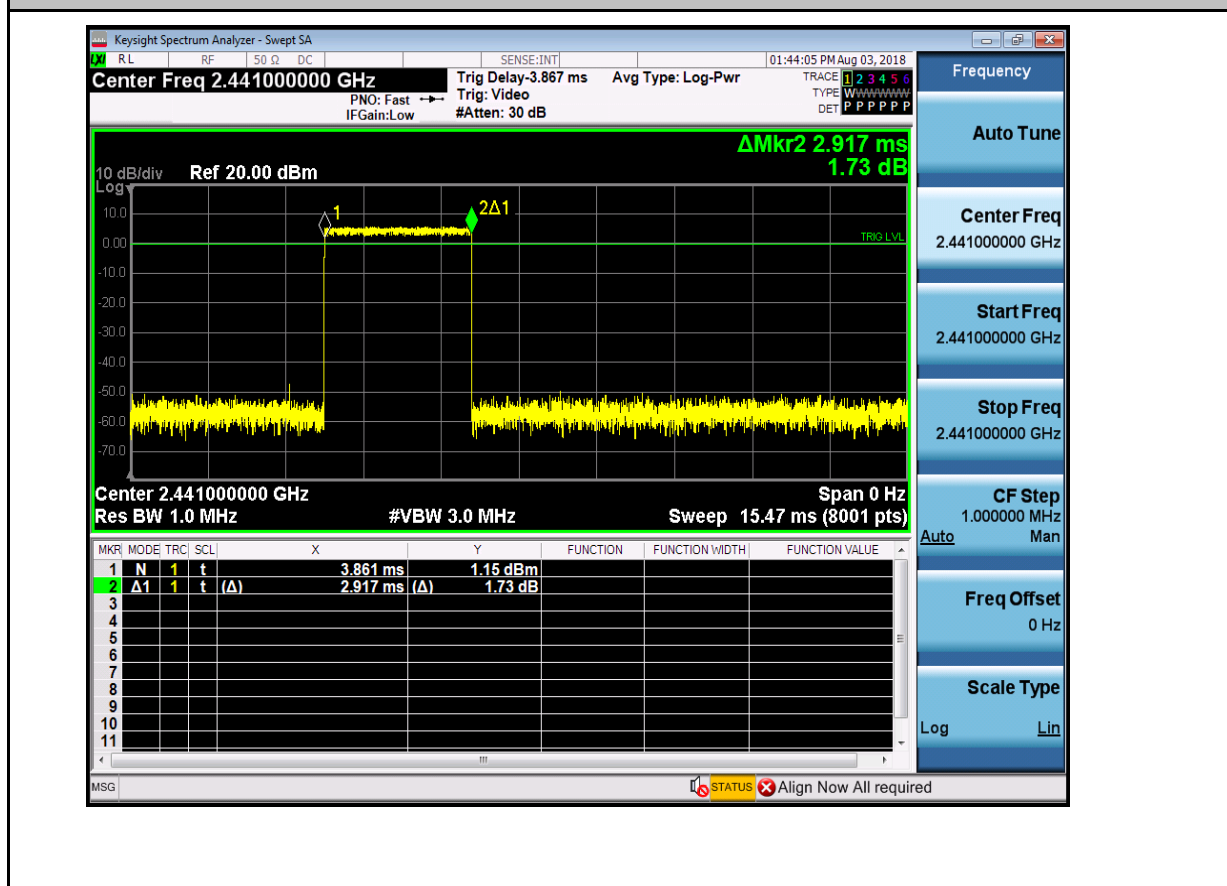 Keysight Spectrum Analyzer - Swept SA
LXI RL RF 50 Ω DC SENSE:INT 01:44:05 PM Aug 03, 2018
Center Freq 2.441000000 GHz
PNO: Fast
IFGain:Low
Trig Delay-3.867 ms
Trig: Video
#Atten: 30 dB
Avg Type: Log-Pwr
TRACE 1 2 3 4 5 6
TYPE WWWWWW
DET P P P P P P
ΔMkr2 2.917 ms
1.73 dB
10 dB/div Ref 20.00 dBm
Log
10.0
0.00
-10.0
-20.0
-30.0
-40.0
-50.0
-60.0
-70.0
1
2Δ1
TRIG LVL
Center 2.441000000 GHz Span 0 Hz
Res BW 1.0 MHz #VBW 3.0 MHz Sweep 15.47 ms (8001 pts)
MKR MODE TRC SCL X Y FUNCTION FUNCTION WIDTH FUNCTION VALUE
1 N 1 t 3.861 ms 1.15 dBm
2 Δ1 1 t (Δ) 2.917 ms (Δ) 1.73 dB
3
4
5
6
7
8
9
10
11
MSG STATUS Align Now All required
Frequency
Auto Tune
Center Freq
2.441000000 GHz
Start Freq
2.441000000 GHz
Stop Freq
2.441000000 GHz
CF Step
1.000000 MHz
Auto Man
Freq Offset
0 Hz
Scale Type
Log Lin